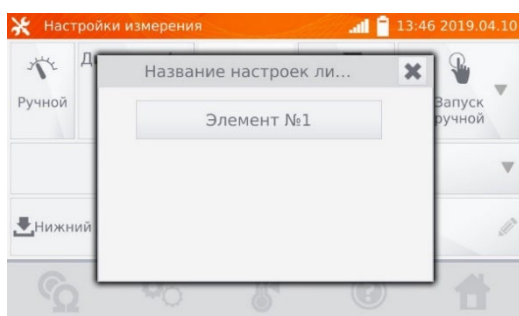 Настройки измерения 13:46 2019.04.10
Название настроек ли...
Ручной
Запуск
ручной
Элемент №1
Нижний